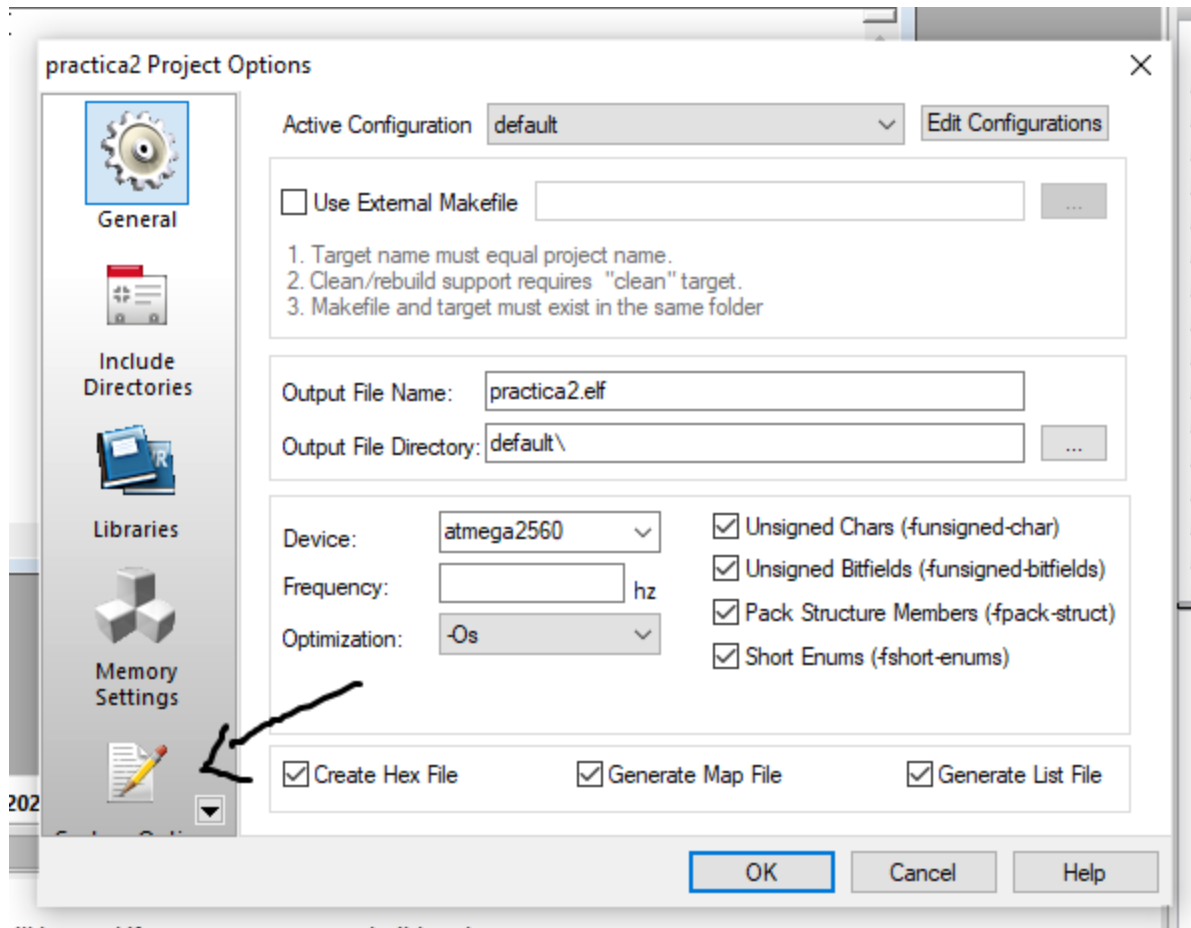 practica2 Project Options
General
Include
Directories
Libraries
Memory
Settings
Active Configuration default Edit Configurations
Use External Makefile ...
1. Target name must equal project name.
2. Clean/rebuild support requires "clean" target.
3. Makefile and target must exist in the same folder
Output File Name: practica2.elf
Output File Directory: default\ ...
Device: atmega2560
Frequency: hz
Optimization: -Os
Unsigned Chars (-funsigned-char)
Unsigned Bitfields (-funsigned-bitfields)
Pack Structure Members (-fpack-struct)
Short Enums (-fshort-enums)
Create Hex File Generate Map File Generate List File
202
OK Cancel Help